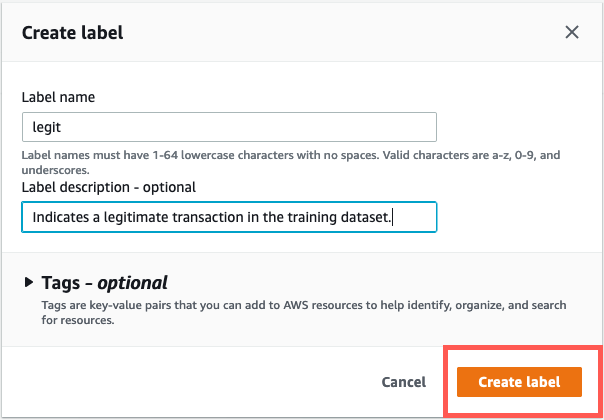 Create label
Label name
legit
Label names must have 1-64 lowercase characters with no spaces. Valid characters are a-z, 0-9, and
underscores.
Label description - optional
Indicates a legitimate transaction in the training dataset.
Tags - optional
Tags are key-value pairs that you can add to AWS resources to help identify, organize, and search
for resources.
Cancel
Create label